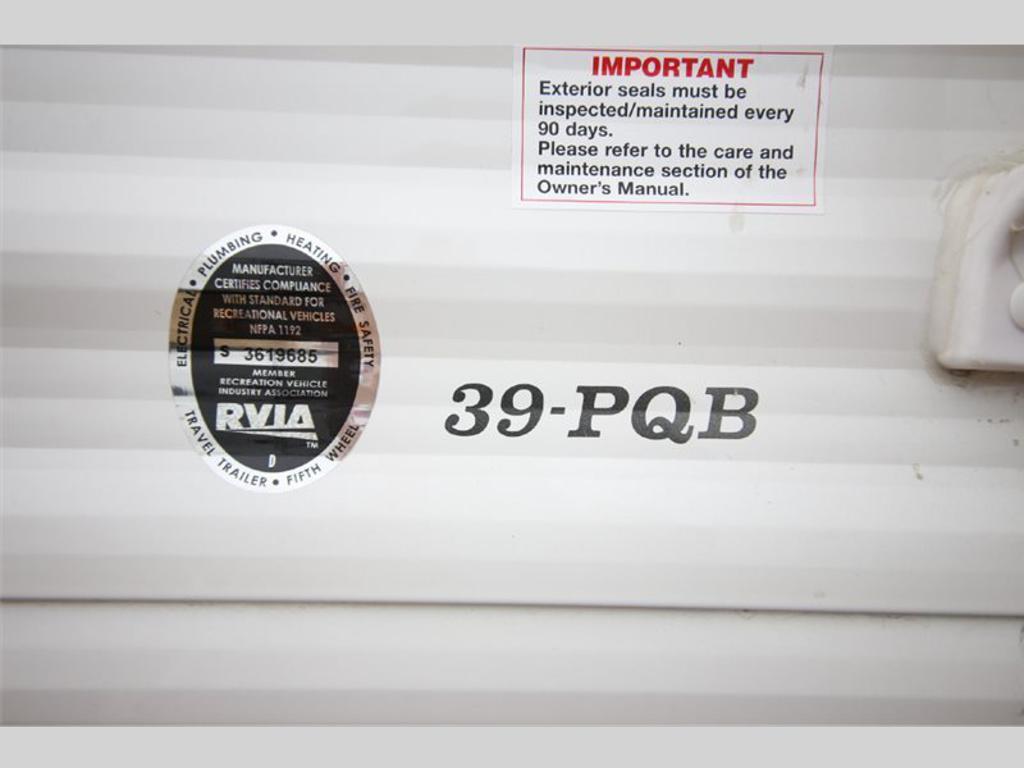 IMPORTANT
Exterior seals must be
inspected/maintained every
90 days.
Please refer to the care and
maintenance section of the
Owner's Manual.
ELECTRICAL • PLUMBING • HEATING • FIRE SAFETY
MANUFACTURER
CERTIFIES COMPLIANCE
WITH STANDARD FOR
RECREATIONAL VEHICLES
NFPA 1192
S 3619685
MEMBER
RECREATION VEHICLE
INDUSTRY ASSOCIATION
RVIA
TM
D
TRAVEL TRAILER • FIFTH WHEEL
39-PQB